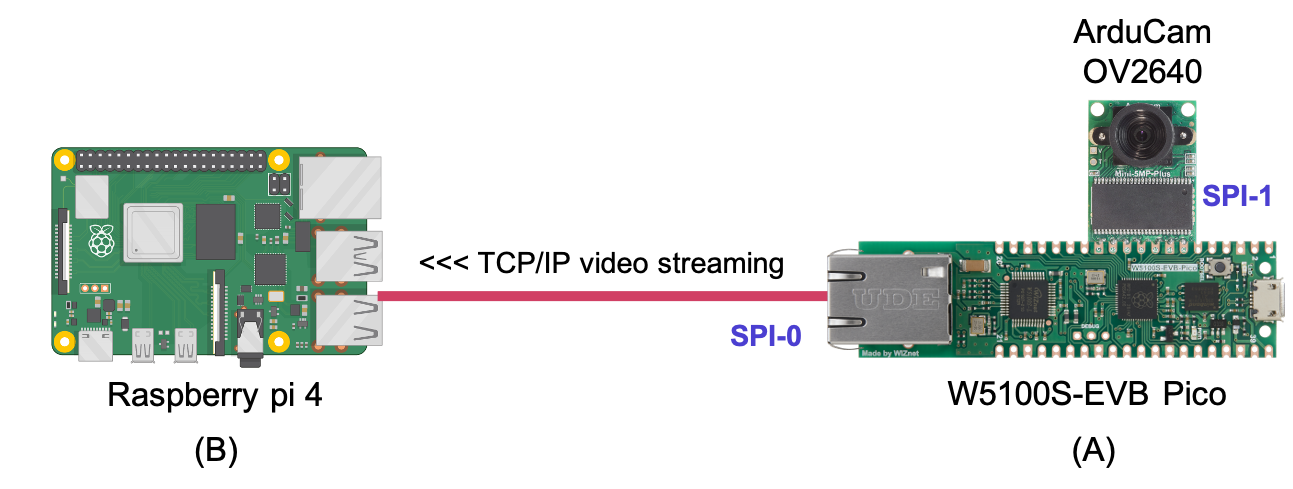 ArduCam
OV2640
Mini-5MP-Plus
SPI-1
<<< TCP/IP video streaming
UDE
W5100S-EVB-Pico
SPI-0
DEBUG
Made by WIZnet
Raspberry pi 4
W5100S-EVB Pico
(B)
(A)